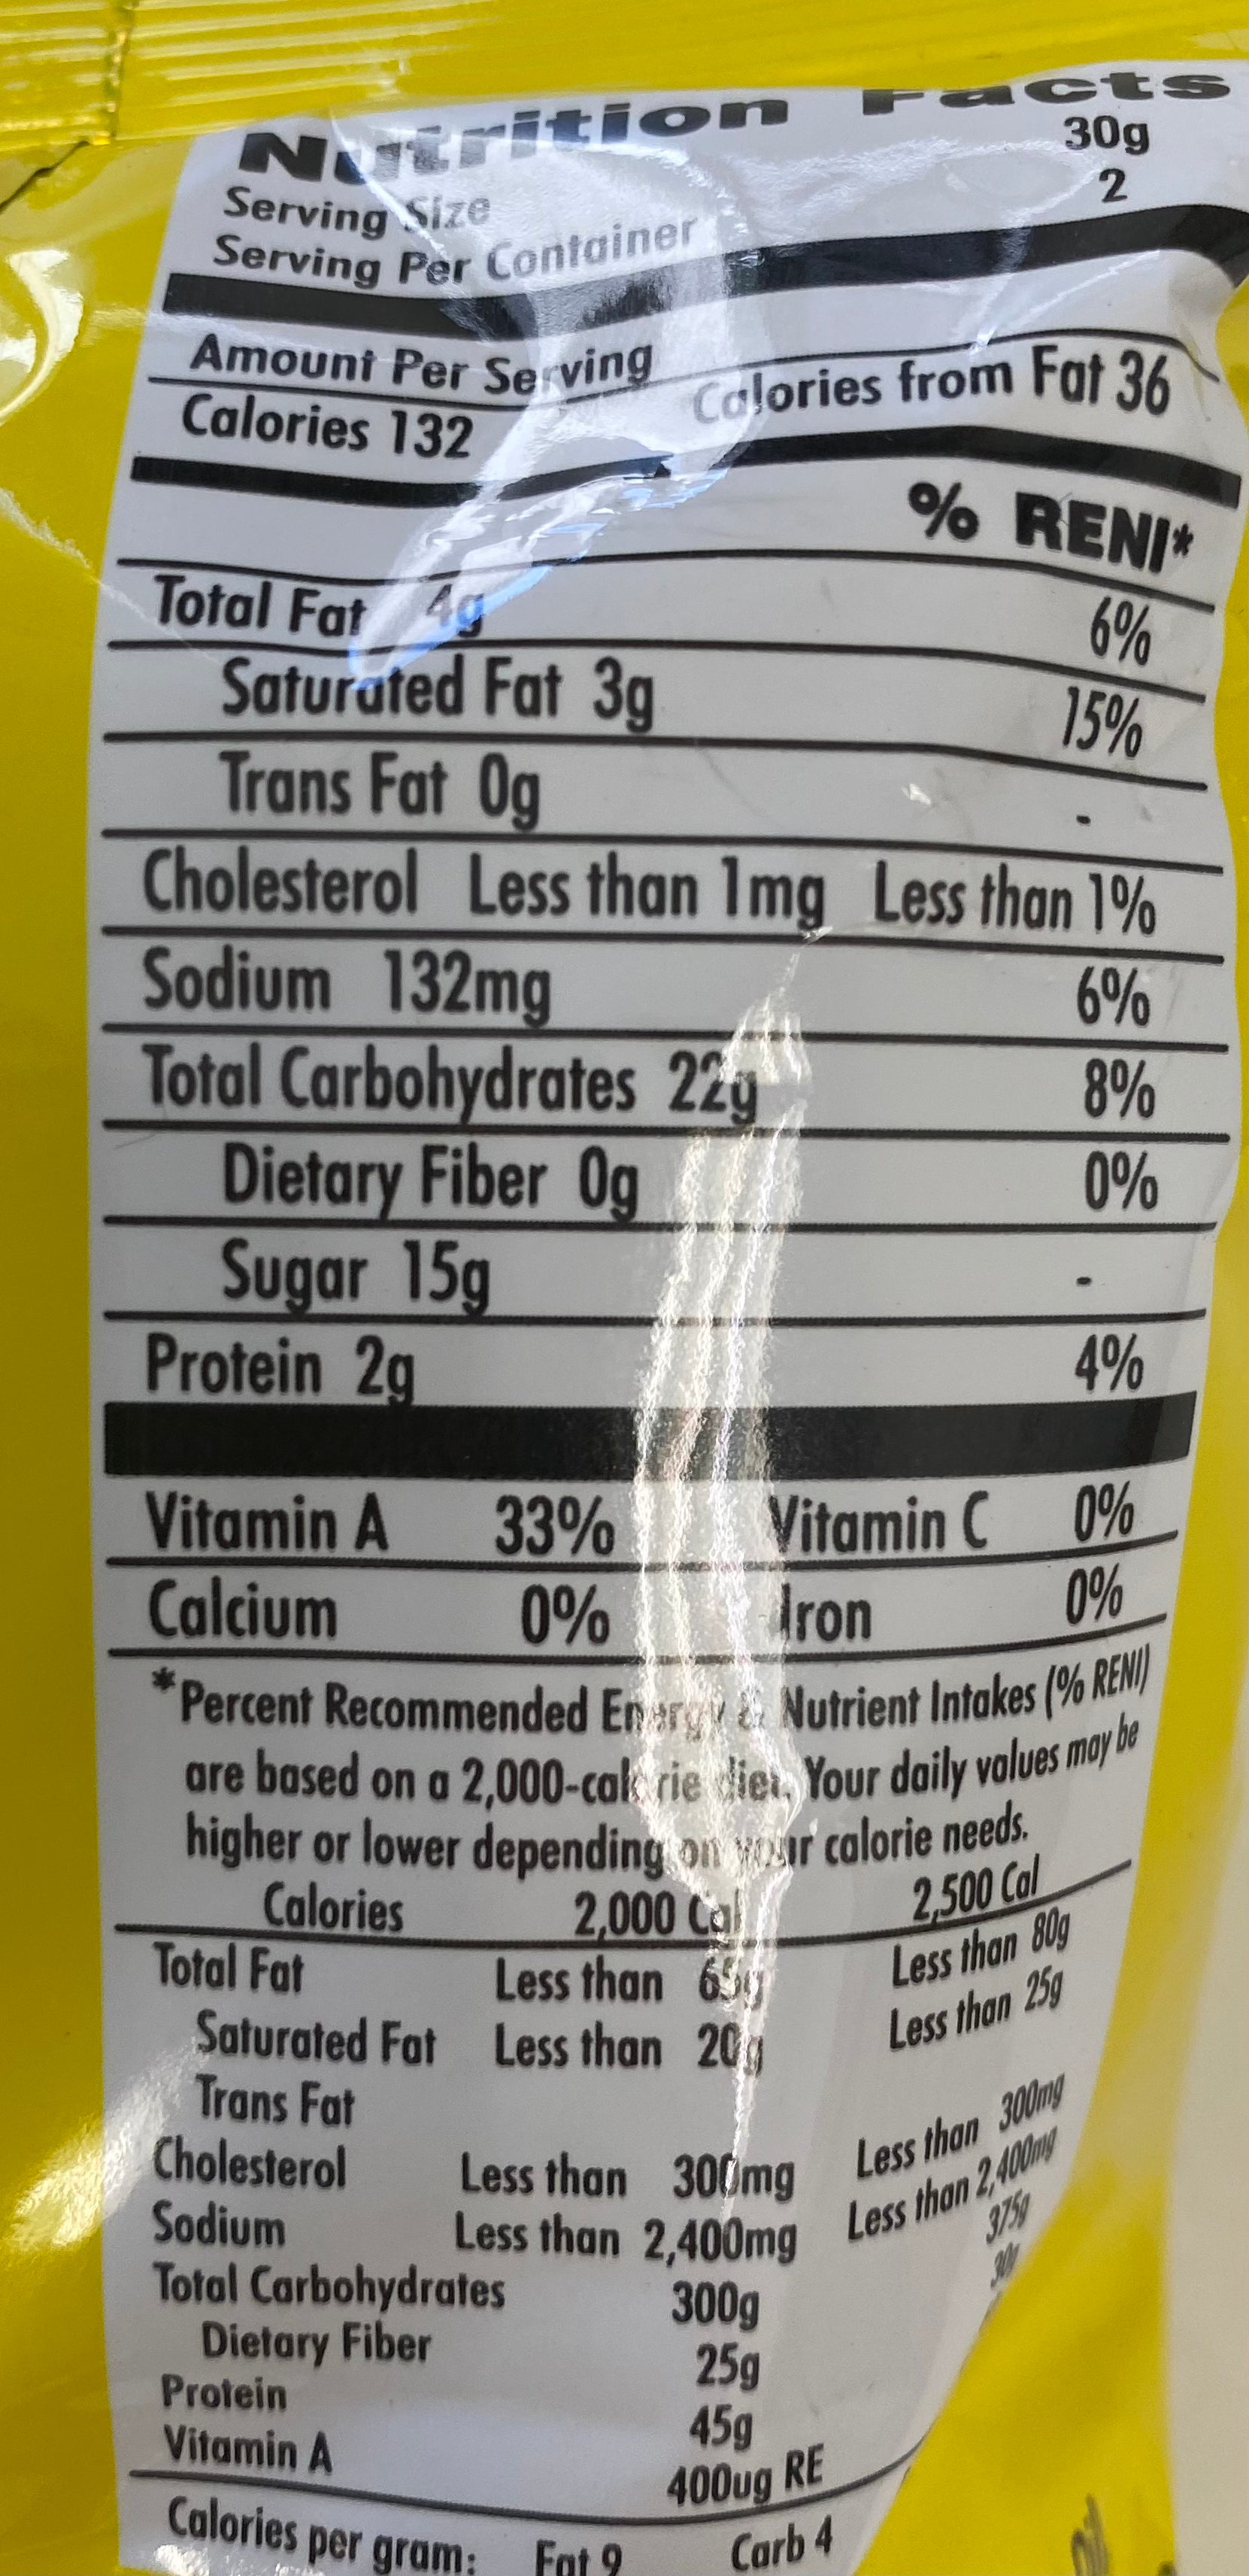 Nutrition Facts
Serving Size 30g
Serving Per Container 2
Amount Per Serving
Calories 132 Calories from Fat 36
% RENI*
Total Fat 4g 6%
Saturated Fat 3g 15%
Trans Fat 0g -
Cholesterol Less than 1mg Less than 1%
Sodium 132mg 6%
Total Carbohydrates 22g 8%
Dietary Fiber 0g 0%
Sugar 15g -
Protein 2g 4%
Vitamin A 33% Vitamin C 0%
Calcium 0% Iron 0%
*Percent Recommended Energy & Nutrient Intakes (% RENI)
are based on a 2,000-calorie diet. Your daily values may be
higher or lower depending on your calorie needs.
Calories 2,000 Cal 2,500 Cal
Total Fat Less than 65g Less than 80g
Saturated Fat Less than 20g Less than 25g
Trans Fat
Cholesterol Less than 300mg Less than 300mg
Sodium Less than 2,400mg Less than 2,400mg
Total Carbohydrates 300g 375g
Dietary Fiber 25g 30g
Protein 45g
Vitamin A 400ug RE
Calories per gram: Fat 9 Carb 4